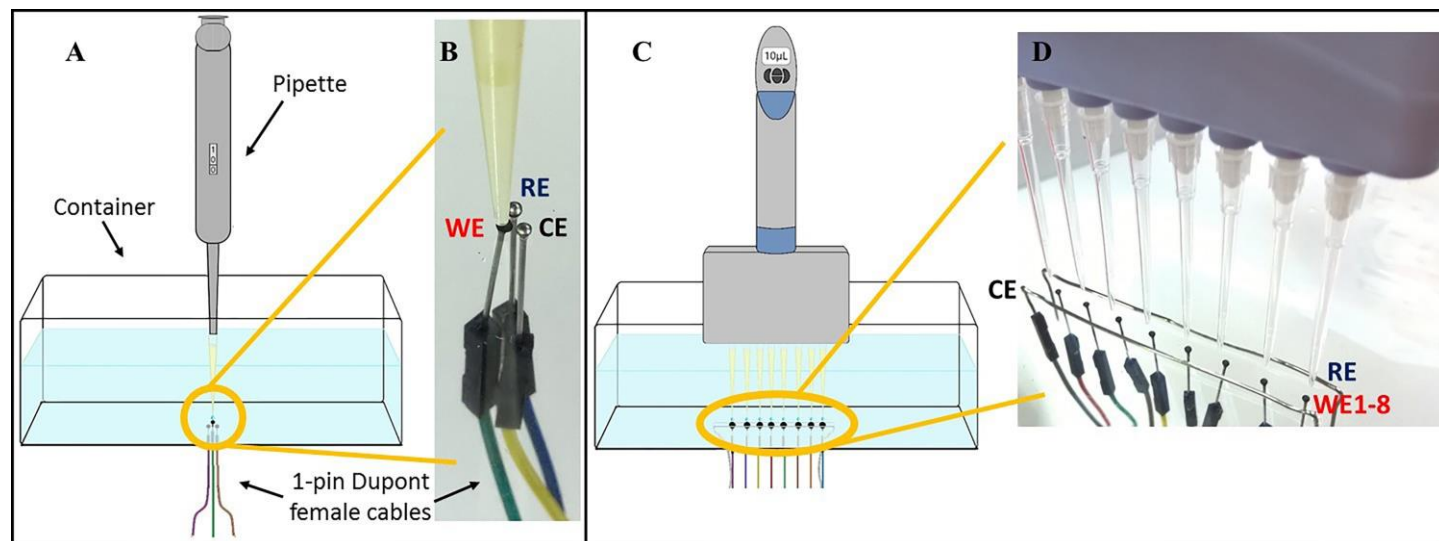 A
Pipette
Container
1-pin Dupont
female cables
B
RE
WE
CE
C
10µL
D
CE
RE
WE1-8